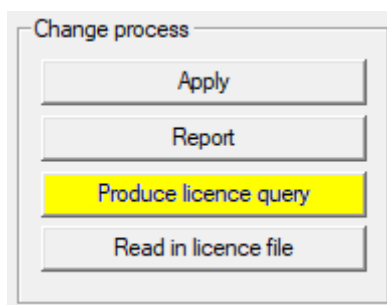 Change process
Apply
Report
Produce licence query
Read in licence file